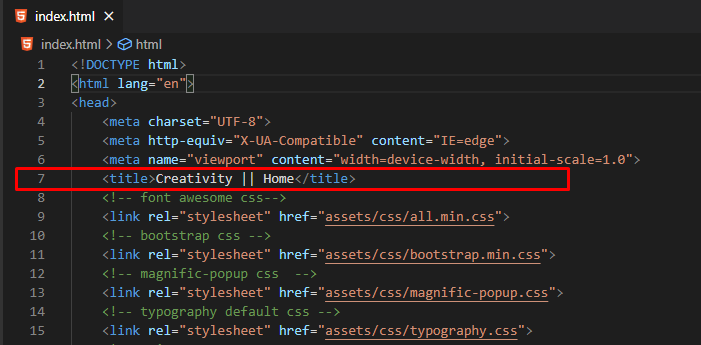 index.html
index.html > html
1 <!DOCTYPE html>
2 <html lang="en">
3 <head>
4 <meta charset="UTF-8">
5 <meta http-equiv="X-UA-Compatible" content="IE=edge">
6 <meta name="viewport" content="width=device-width, initial-scale=1.0">
7 <title>Creativity || Home</title>
8 <!-- font awesome css-->
9 <link rel="stylesheet" href="assets/css/all.min.css">
10 <!-- bootstrap css -->
11 <link rel="stylesheet" href="assets/css/bootstrap.min.css">
12 <!-- magnific-popup css  -->
13 <link rel="stylesheet" href="assets/css/magnific-popup.css">
14 <!-- typography default css -->
15 <link rel="stylesheet" href="assets/css/typography.css">